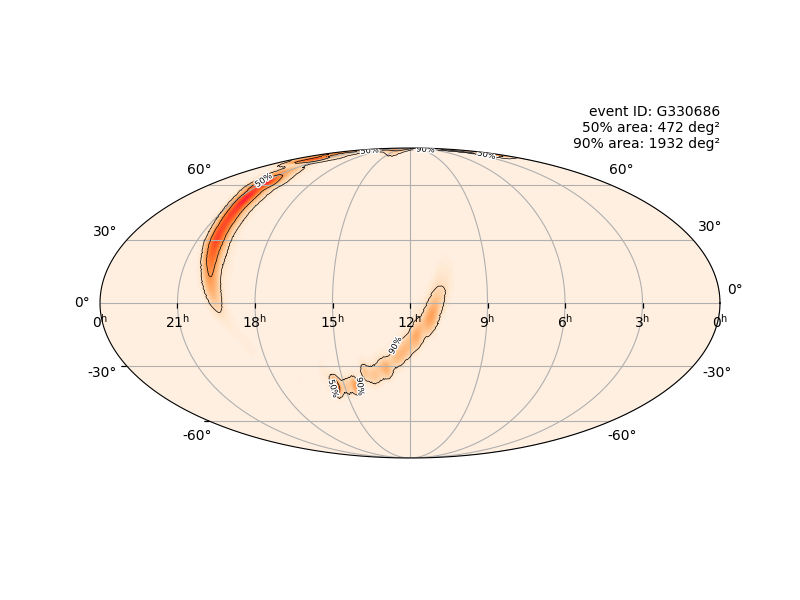 event ID: G330686
50% area: 472 deg²
90% area: 1932 deg²
50% 90% 50%
60° 60°
50%
30° 30°
0° 0°
0h 21h 18h 15h 12h 9h 6h 3h 0h
90%
-30° -30°
50% 90%
-60° -60°